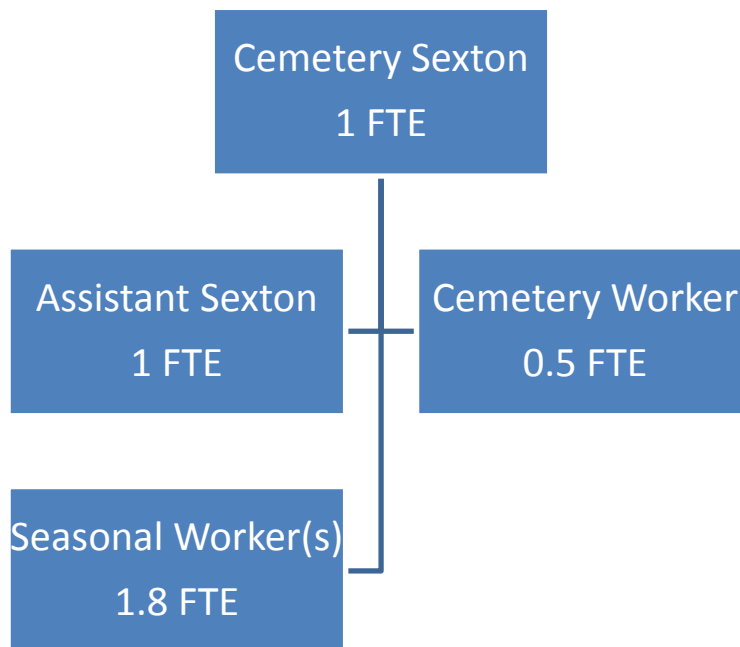 Cemetery Sexton
1 FTE
Assistant Sexton
1 FTE
Cemetery Worker
0.5 FTE
Seasonal Worker(s)
1.8 FTE